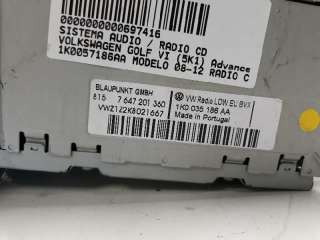 0000000000697416
SISTEMA AUDIO / RADIO CD
VOLKSWAGEN GOLF VI (5K1) Advance
1K0057186AA MODELO 08-12 RADIO C
BLAUPUNKT GMBH
815 7 647 201 360
VWZ1Z2K8021667
VW Radio LOW EU BVX
1K0 035 186 AA
Made in Portugal